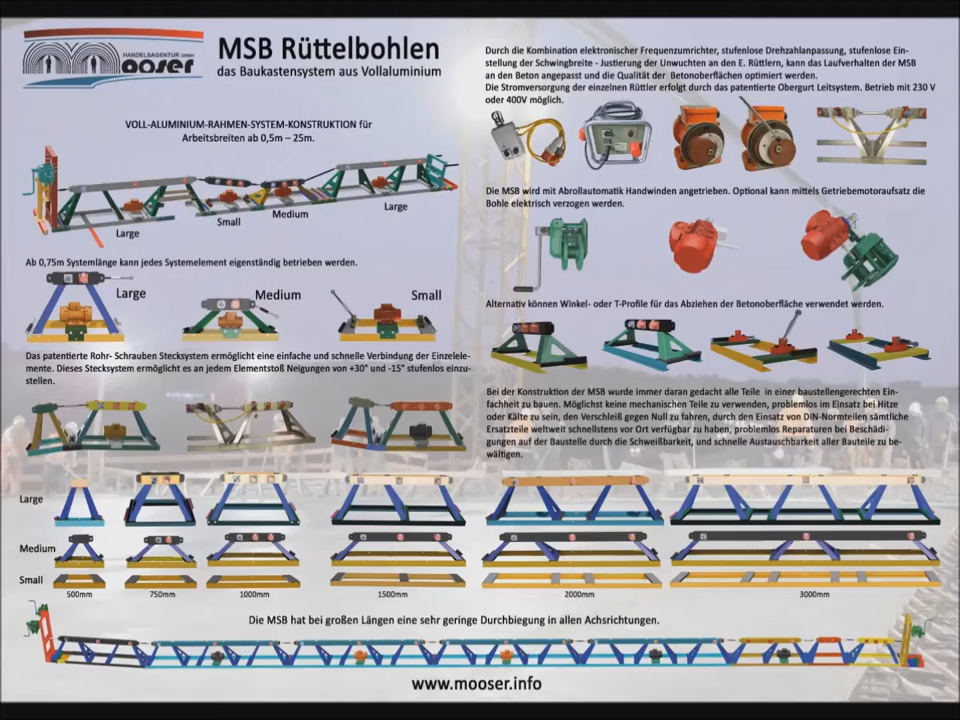 HANDELSAGENTUR GMBH
mooser
MSB Rüttelbohlen
das Baukastensystem aus Vollaluminium
VOLL-ALUMINIUM-RAHMEN-SYSTEM-KONSTRUKTION für
Arbeitsbreiten ab 0,5m – 25m.
Large
Small
Medium
Large
Ab 0,75m Systemlänge kann jedes Systemelement eigenständig betrieben werden.
Large
Medium
Small
Das patentierte Rohr- Schrauben Stecksystem ermöglicht eine einfache und schnelle Verbindung der Einzelele-
mente. Dieses Stecksystem ermöglicht es an jedem Elementstoß Neigungen von +30° und -15° stufenlos einzu-
stellen.
Durch die Kombination elektronischer Frequenzumrichter, stufenlose Drehzahlanpassung, stufenlose Ein-
stellung der Schwingbreite - Justierung der Unwuchten an den E. Rüttlern, kann das Laufverhalten der MSB
an den Beton angepasst und die Qualität der Betonoberflächen optimiert werden.
Die Stromversorgung der einzelnen Rüttler erfolgt durch das patentierte Obergurt Leitsystem. Betrieb mit 230 V
oder 400V möglich.
Die MSB wird mit Abrollautomatik Handwinden angetrieben. Optional kann mittels Getriebemotoraufsatz die
Bohle elektrisch verzogen werden.
Alternativ können Winkel- oder T-Profile für das Abziehen der Betonoberfläche verwendet werden.
Bei der Konstruktion der MSB wurde immer daran gedacht alle Teile in einer baustellengerechten Ein-
fachheit zu bauen. Möglichst keine mechanischen Teile zu verwenden, problemlos im Einsatz bei Hitze
oder Kälte zu sein, den Verschleiß gegen Null zu fahren, durch den Einsatz von DIN-Normteilen sämtliche
Ersatzteile weltweit schnellstens vor Ort verfügbar zu haben, problemlos Reparaturen bei Beschädi-
gungen auf der Baustelle durch die Schweißbarkeit, und schnelle Austauschbarkeit aller Bauteile zu be-
wältigen.
Large
Medium
Small
500mm 750mm 1000mm 1500mm 2000mm 3000mm
Die MSB hat bei großen Längen eine sehr geringe Durchbiegung in allen Achsrichtungen.
www.mooser.info